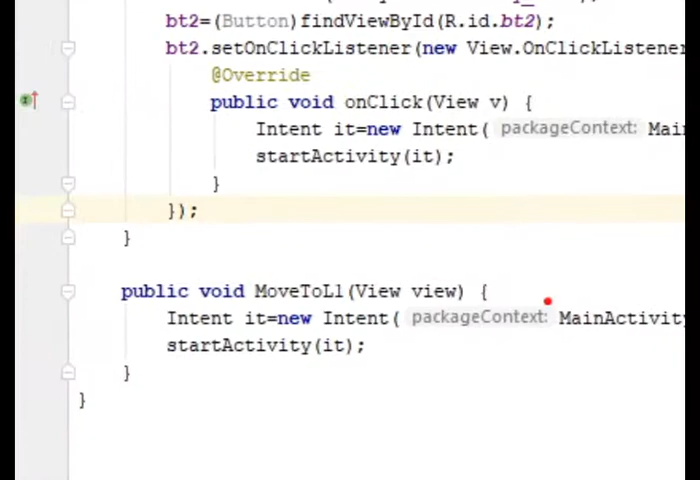 bt2=(Button)findViewById(R.id.bt2);
bt2.setOnClickListener(new View.OnClickListener
@Override
public void onClick(View v) {
Intent it=new Intent( packageContext: Mai
startActivity(it);
}
});
}
public void MoveToL1(View view) {
Intent it=new Intent( packageContext: MainActivity
startActivity(it);
}
}